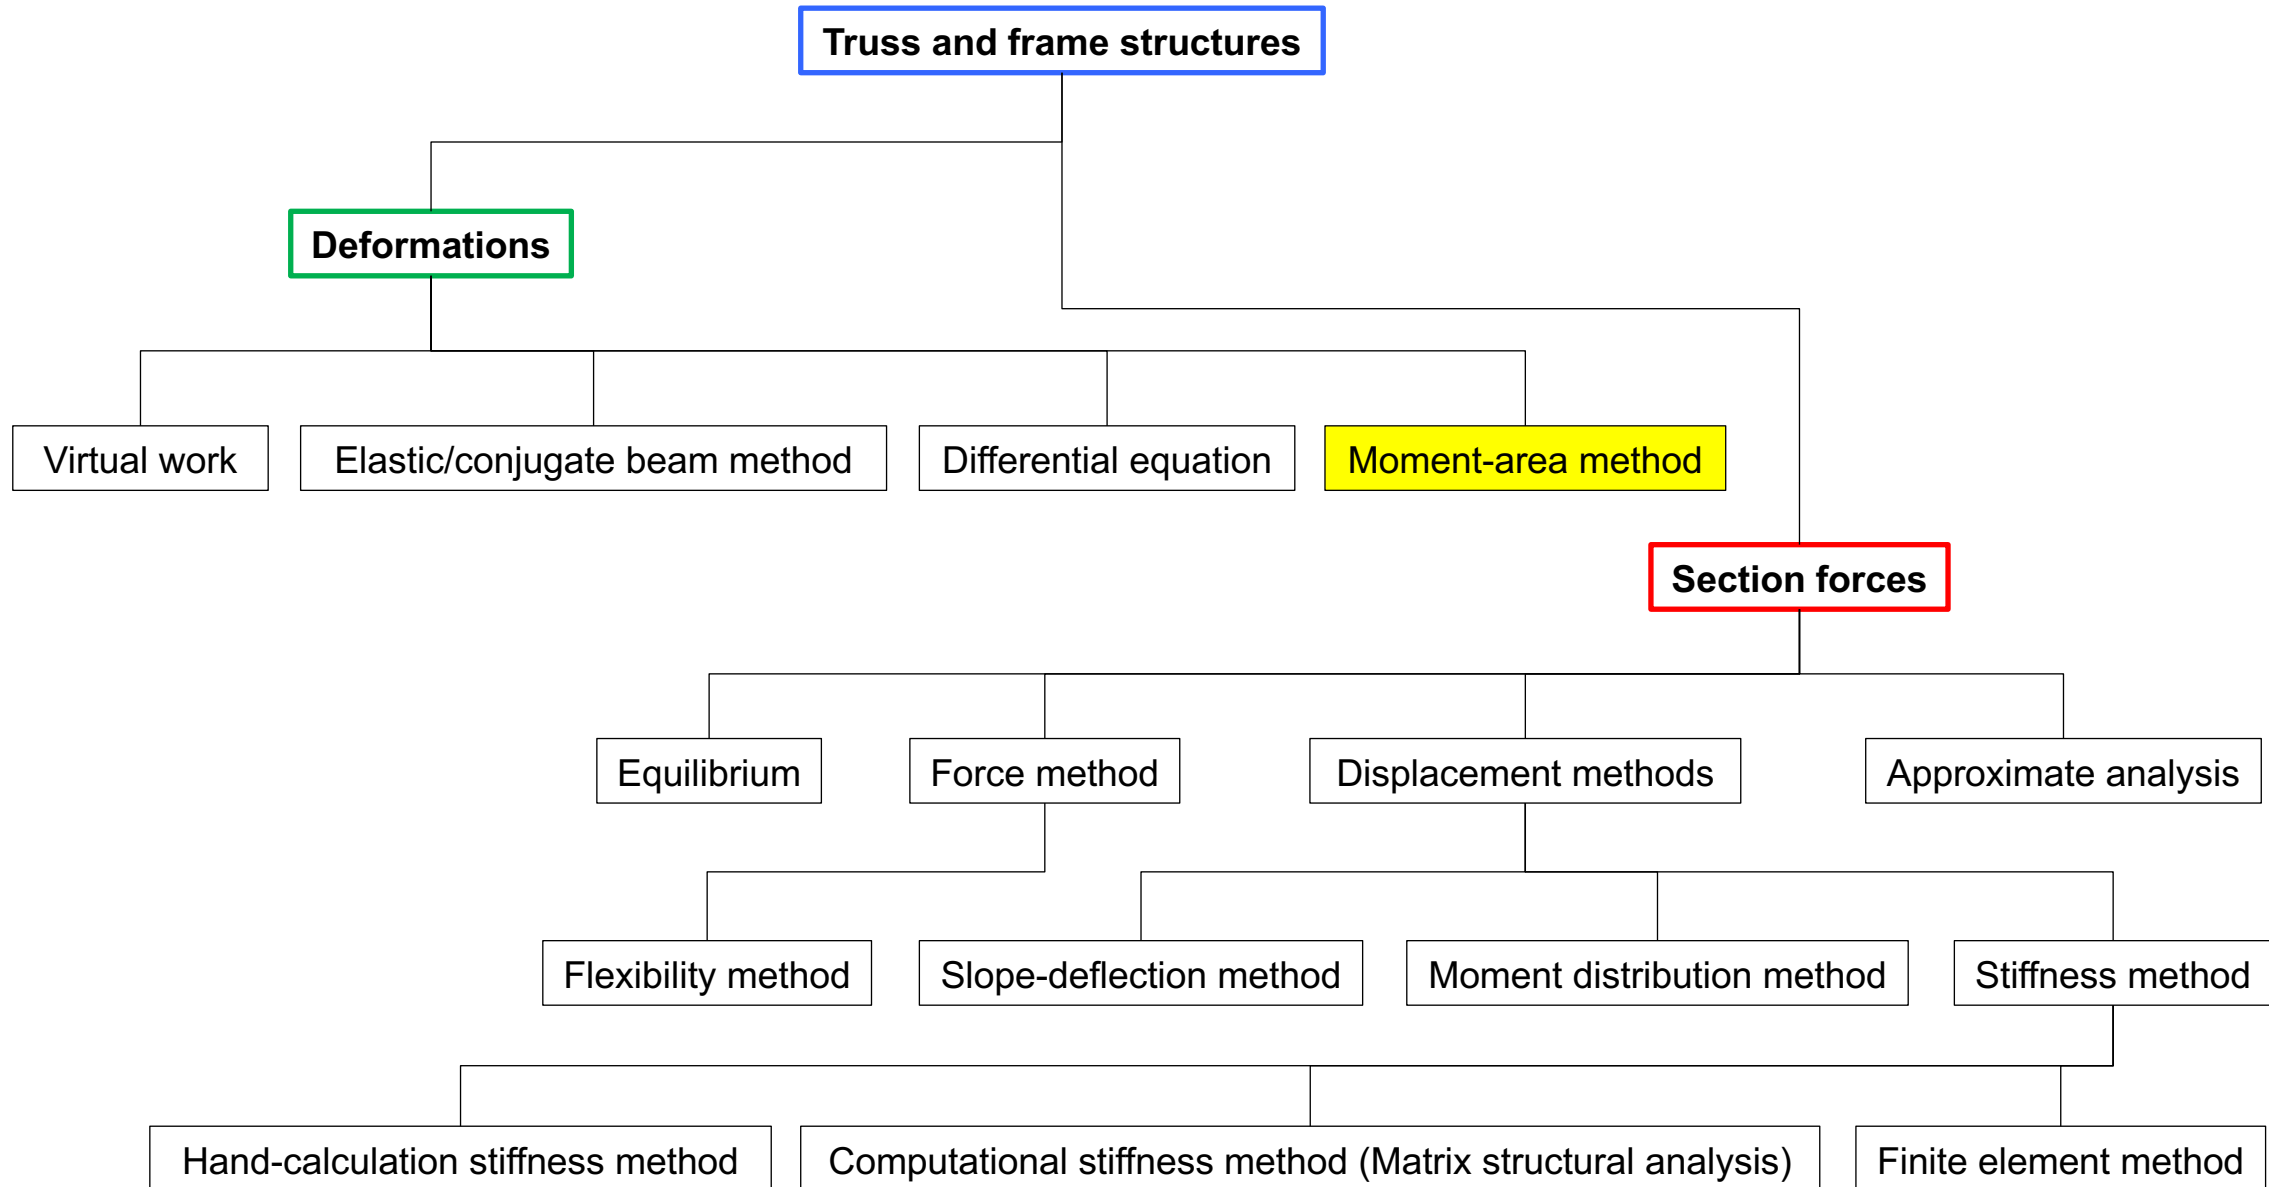 Truss and frame structures
Deformations
Virtual work
Elastic/conjugate beam method
Differential equation
Moment-area method
Section forces
Equilibrium
Force method
Displacement methods
Approximate analysis
Flexibility method
Slope-deflection method
Moment distribution method
Stiffness method
Hand-calculation stiffness method
Computational stiffness method (Matrix structural analysis)
Finite element method